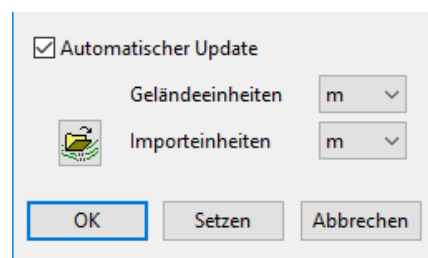 Automatischer Update
Geländeeinheiten m
Importeinheiten m
OK Setzen Abbrechen